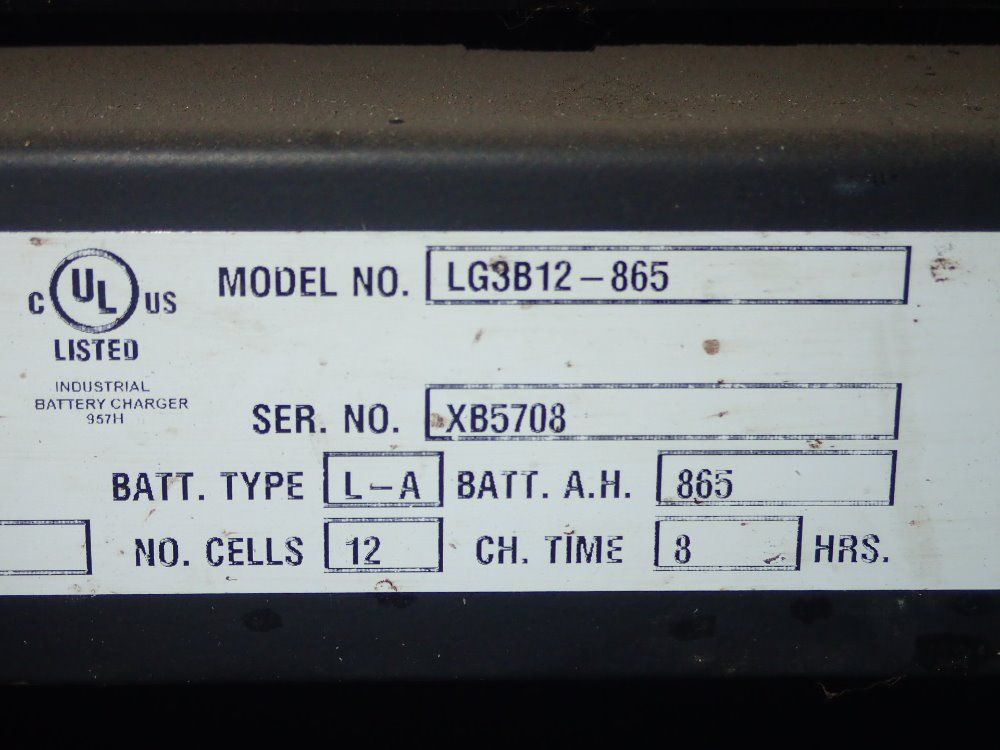 C UL US
LISTED
INDUSTRIAL
BATTERY CHARGER
957H
MODEL NO. LG3B12-865
SER. NO. XB5708
BATT. TYPE L-A BATT. A.H. 865
NO. CELLS 12 CH. TIME 8 HRS.